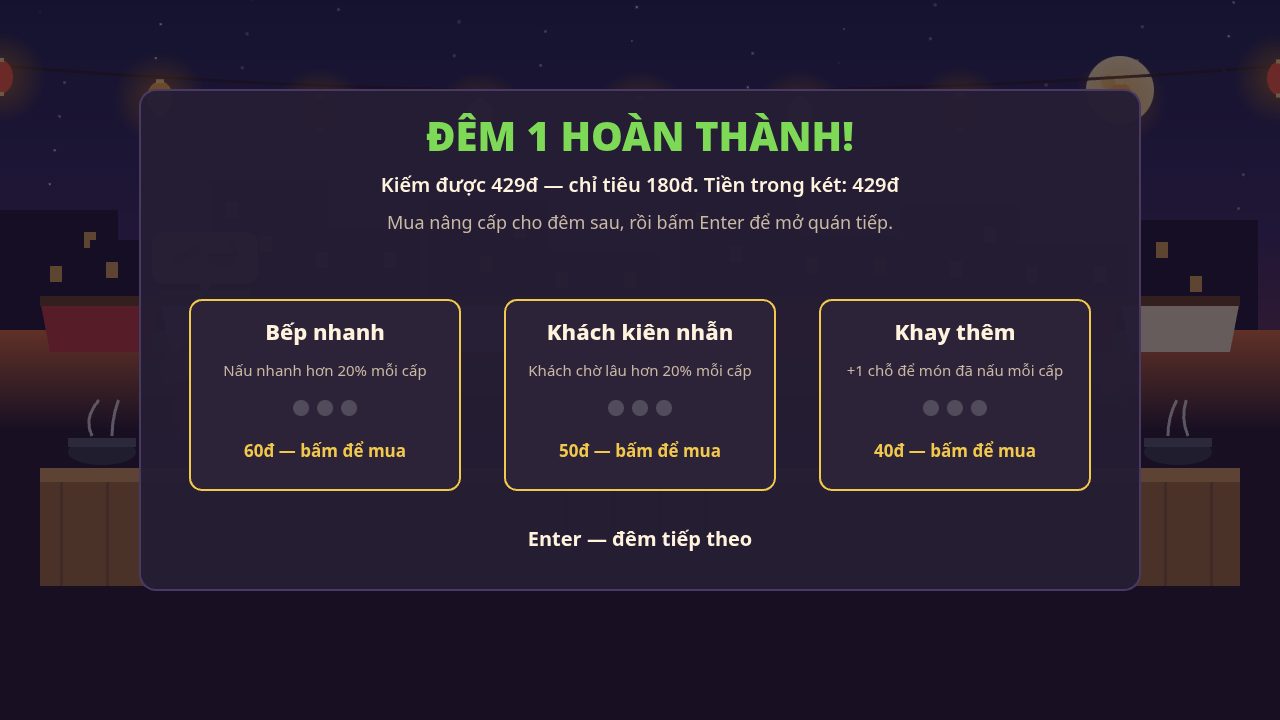 ĐÊM 1 HOÀN THÀNH!
Kiếm được 429đ — chỉ tiêu 180đ. Tiền trong két: 429đ
Mua nâng cấp cho đêm sau, rồi bấm Enter để mở quán tiếp.
Bếp nhanh
Nấu nhanh hơn 20% mỗi cấp
60đ — bấm để mua
Khách kiên nhẫn
Khách chờ lâu hơn 20% mỗi cấp
50đ — bấm để mua
Khay thêm
+1 chỗ để món đã nấu mỗi cấp
40đ — bấm để mua
Enter — đêm tiếp theo